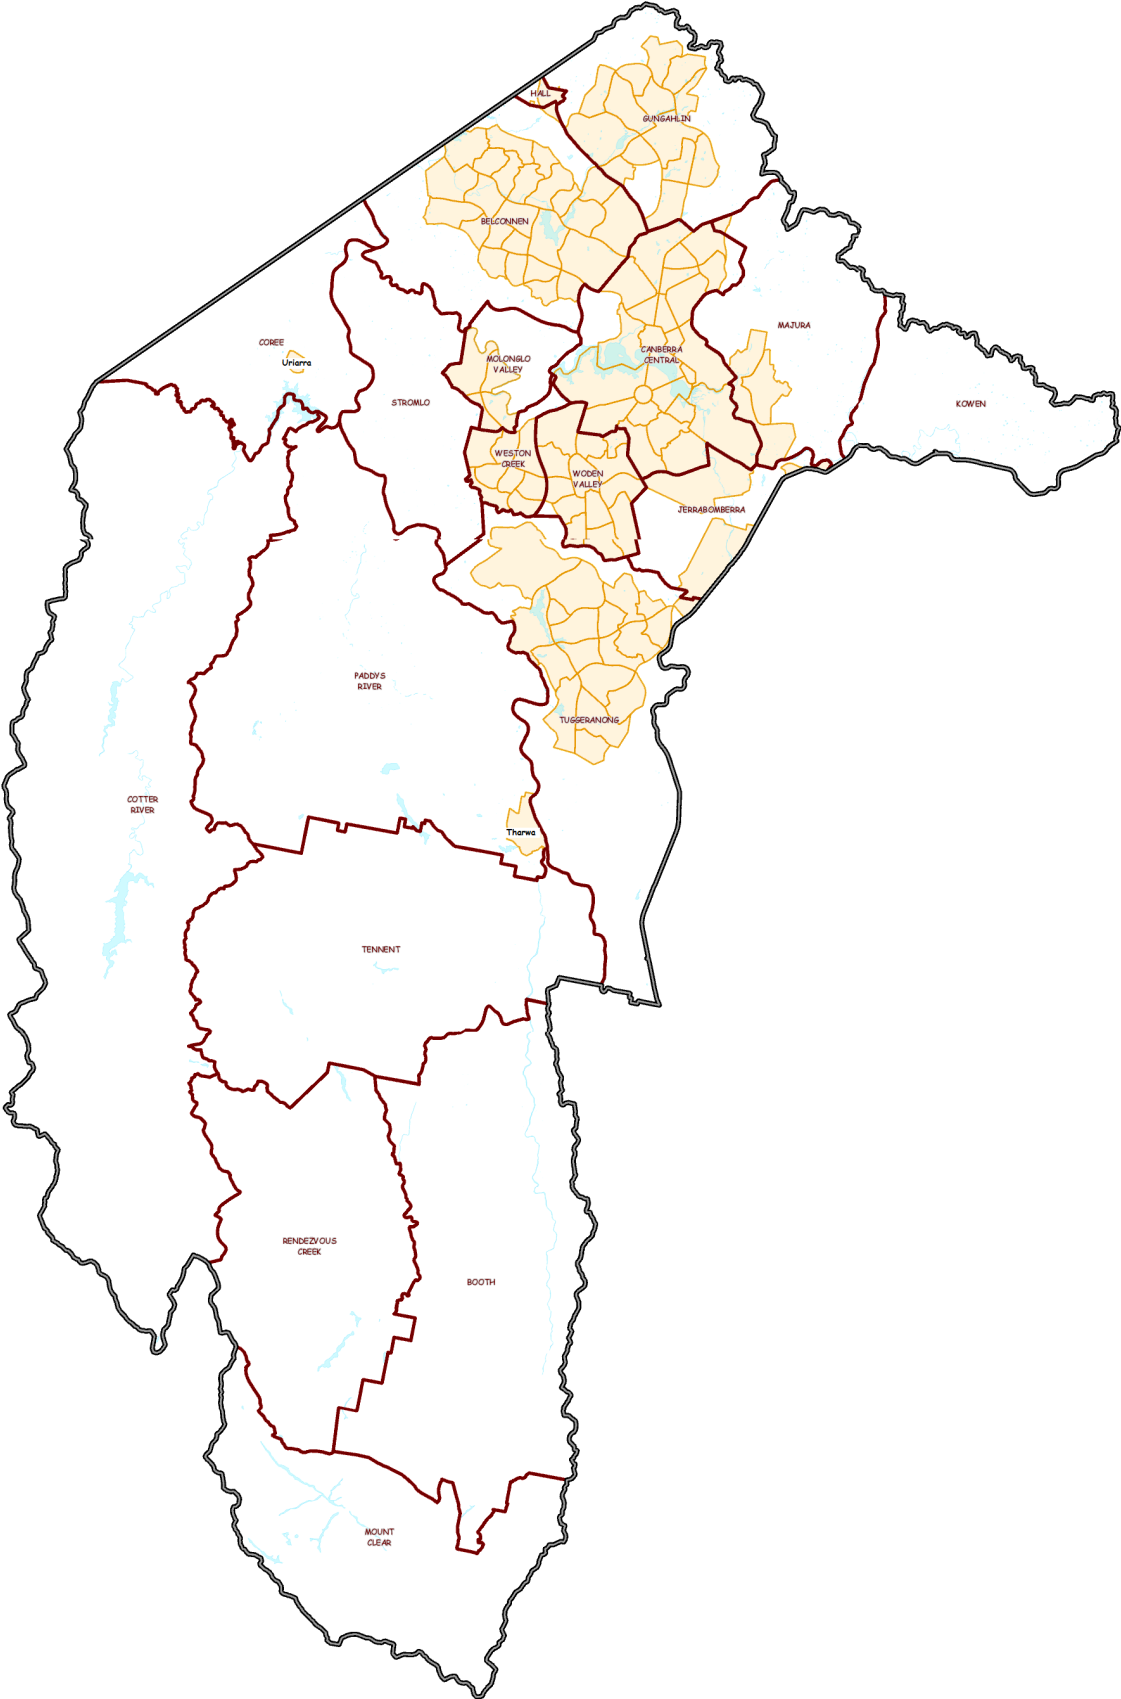 HALL
GUNGAHLIN
BELCONNEN
MAJURA
COREE
Uriarra
MOLONGLO
VALLEY
CANBERRA
CENTRAL
STROMLO
KOWEN
WESTON
CREEK
WODEN
VALLEY
JERRABOMBERRA
PADDYS
RIVER
TUGGERANONG
COTTER
RIVER
Tharwa
TENNENT
RENDEZVOUS
CREEK
BOOTH
MOUNT
CLEAR